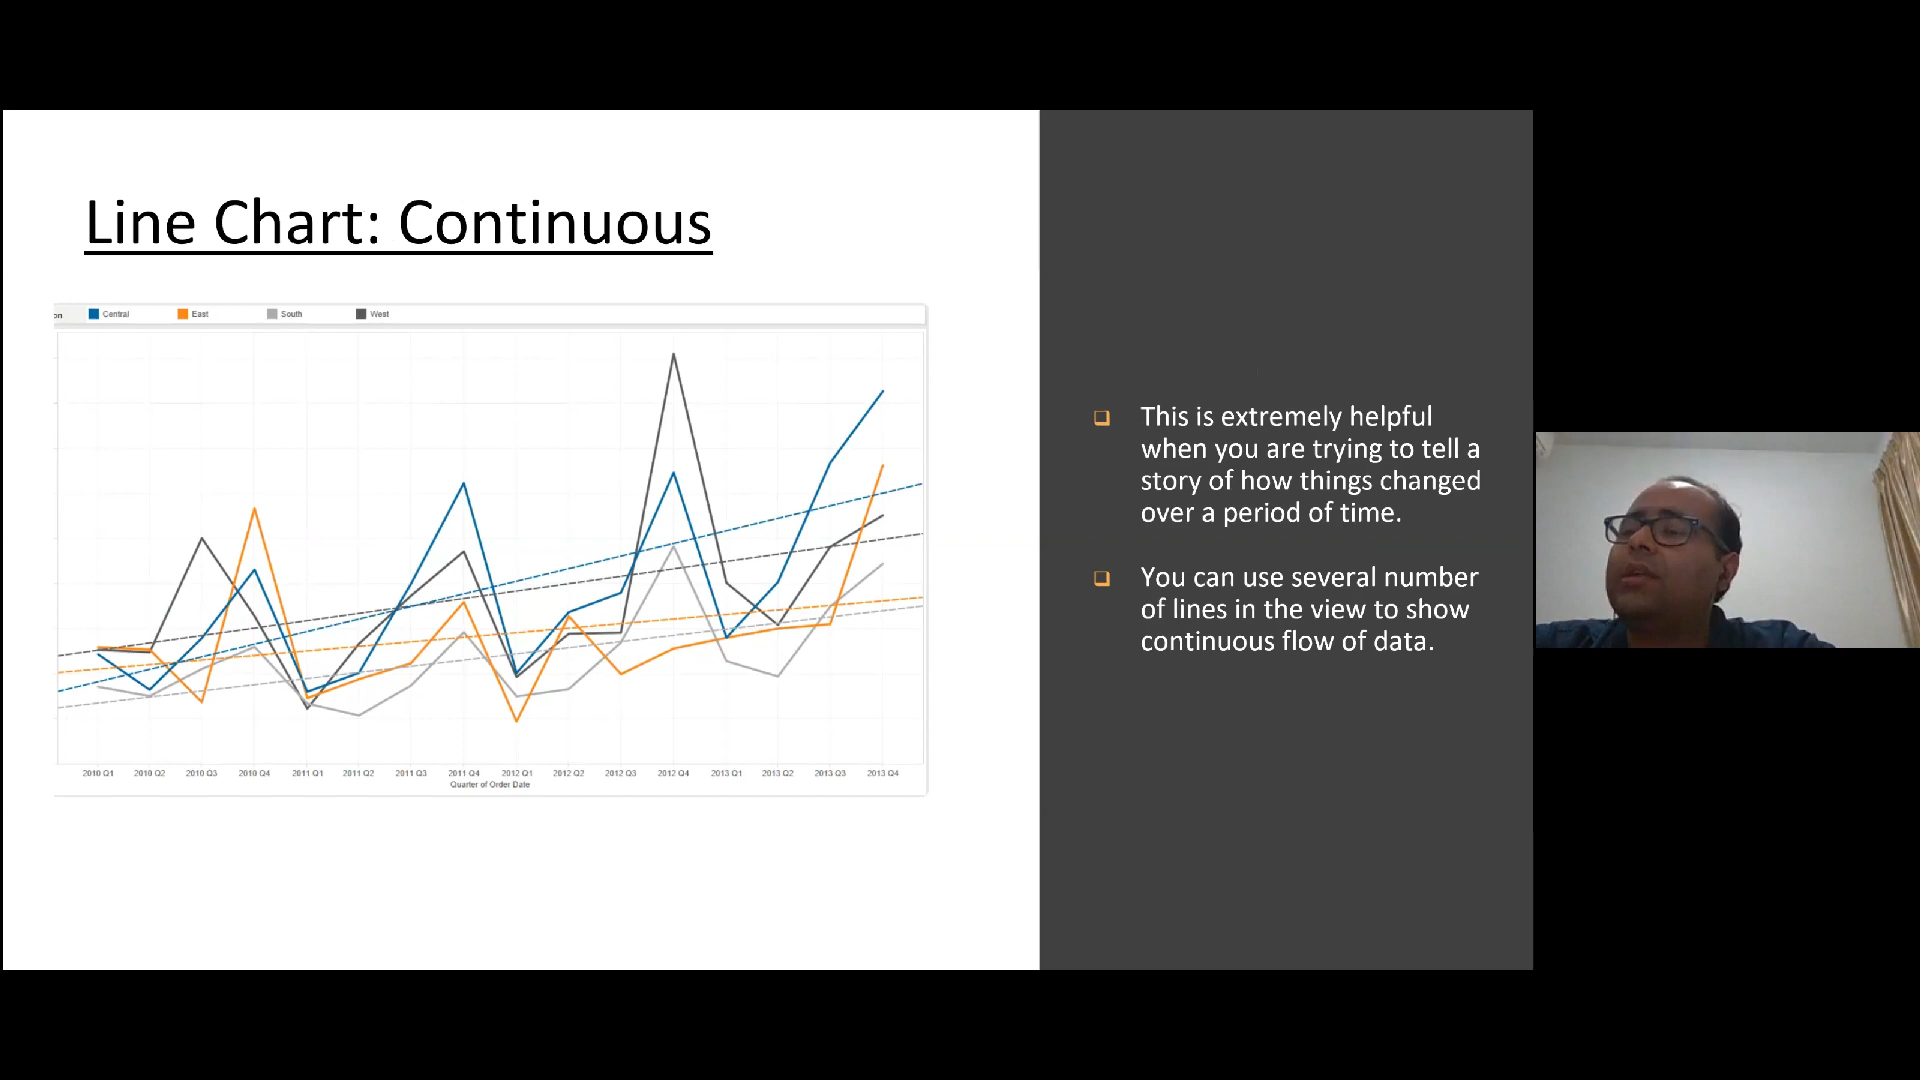 Line Chart: Continuous
on Central East South West
2010 Q1 2010 Q2 2010 Q3 2010 Q4 2011 Q1 2011 Q2 2011 Q3 2011 Q4 2012 Q1 2012 Q2 2012 Q3 2012 Q4 2013 Q1 2013 Q2 2013 Q3 2013 Q4
Quarter of Order Date
This is extremely helpful
when you are trying to tell a
story of how things changed
over a period of time.
You can use several number
of lines in the view to show
continuous flow of data.